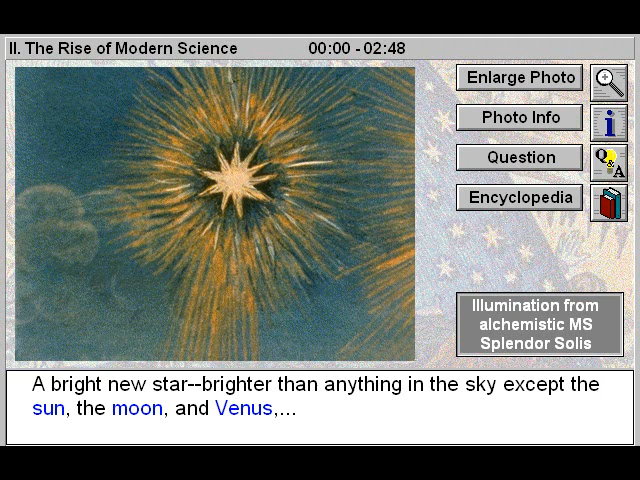 II. The Rise of Modern Science 00:00 - 02:48
Enlarge Photo
Photo Info
i
Question
Q&A
Encyclopedia
Illumination from
alchemistic MS
Splendor Solis
A bright new star--brighter than anything in the sky except the
sun, the moon, and Venus,...